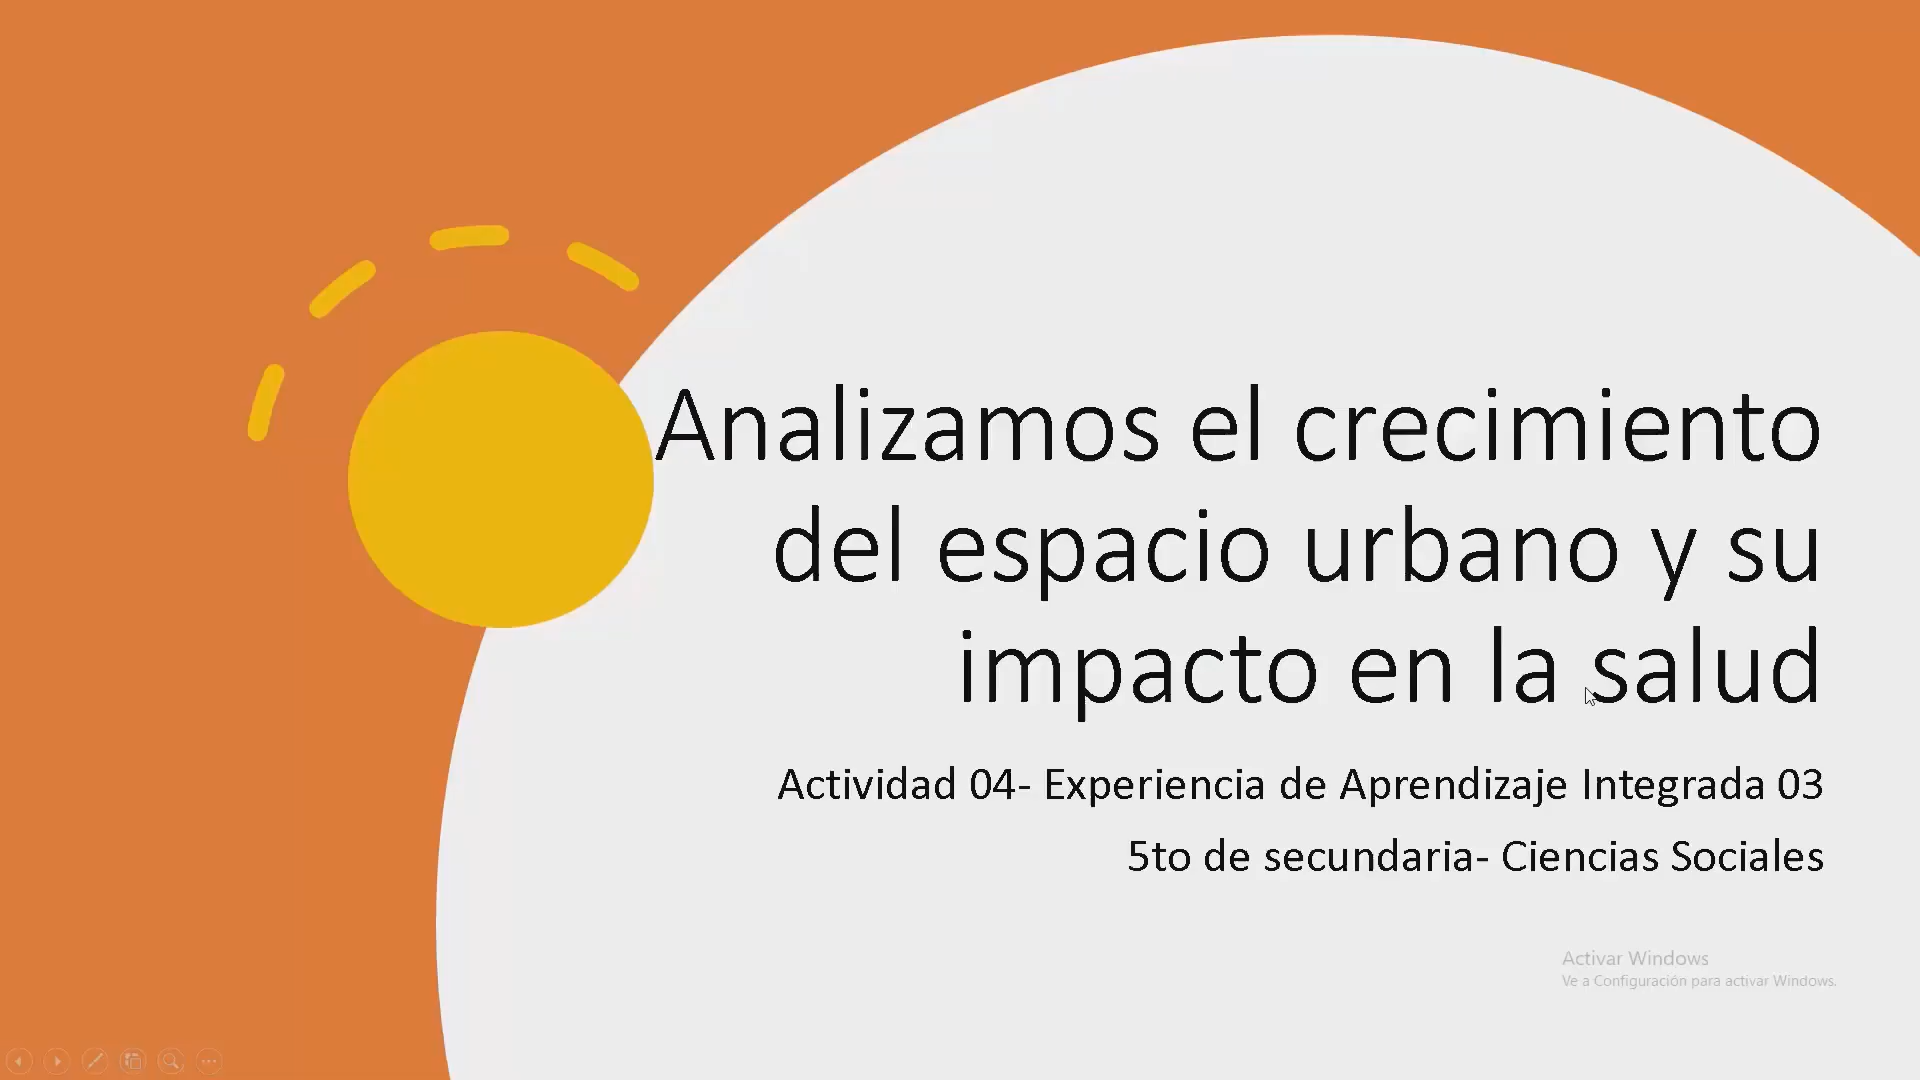 Analizamos el crecimiento
del espacio urbano y su
impacto en la salud
Actividad 04- Experiencia de Aprendizaje Integrada 03
5to de secundaria- Ciencias Sociales
Activar Windows
Ve a Configuración para activar Windows.